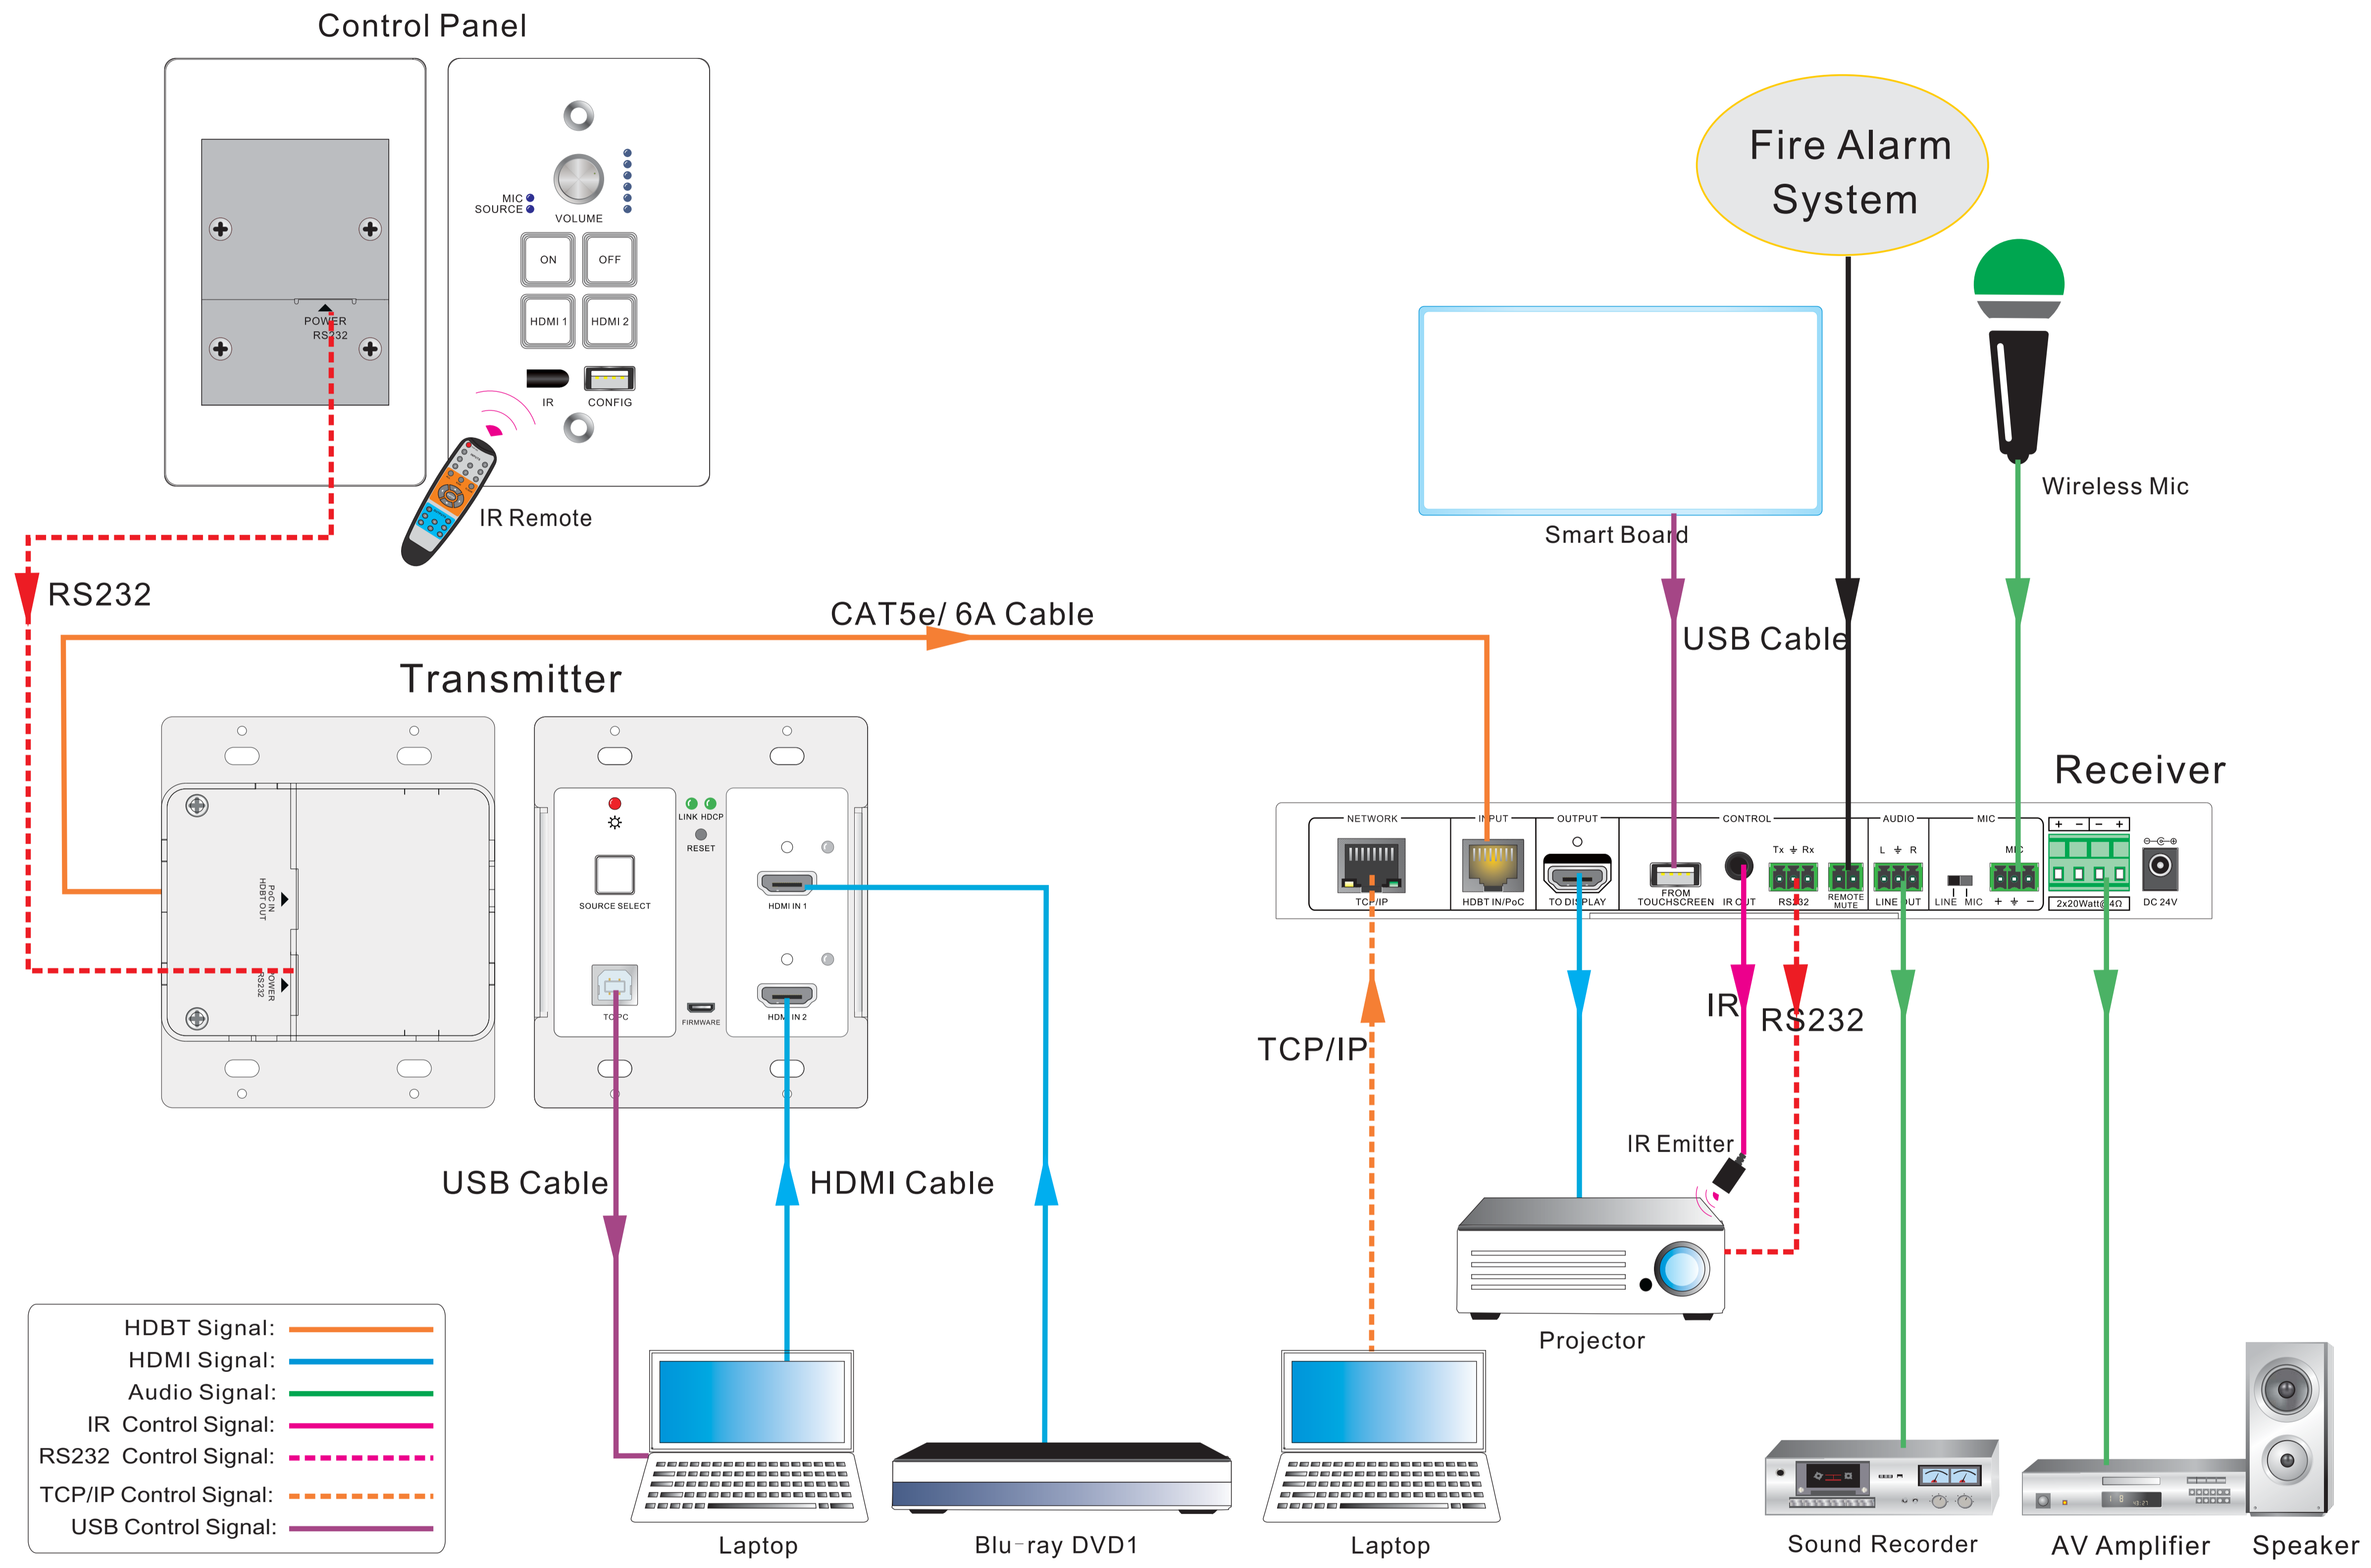 Control Panel
MIC
SOURCE
VOLUME
ON
OFF
HDMI 1
HDMI 2
IR
CONFIG
POWER
RS232
IR Remote
RS232
Fire Alarm
System
Wireless Mic
Smart Board
USB Cable
CAT5e/ 6A Cable
Transmitter
PoC IN
HDBT OUT
POWER
RS232
LINK HDCP
RESET
SOURCE SELECT
HDMI IN 1
TO PC
FIRMWARE
HDMI IN 2
Receiver
NETWORK
INPUT
OUTPUT
CONTROL
AUDIO
MIC
+ − − +
Tx Rx
L R
MIC
TCP/IP
HDBT IN/PoC
TO DISPLAY
FROM
TOUCHSCREEN
IR OUT
RS232
REMOTE
MUTE
LINE OUT
LINE MIC
+ −
2x20Watt@4Ω
DC 24V
TCP/IP
IR
RS232
IR Emitter
USB Cable
HDMI Cable
Projector
HDBT Signal:
HDMI Signal:
Audio Signal:
IR Control Signal:
RS232 Control Signal:
TCP/IP Control Signal:
USB Control Signal:
Laptop
Blu-ray DVD1
Laptop
Sound Recorder
AV Amplifier
Speaker